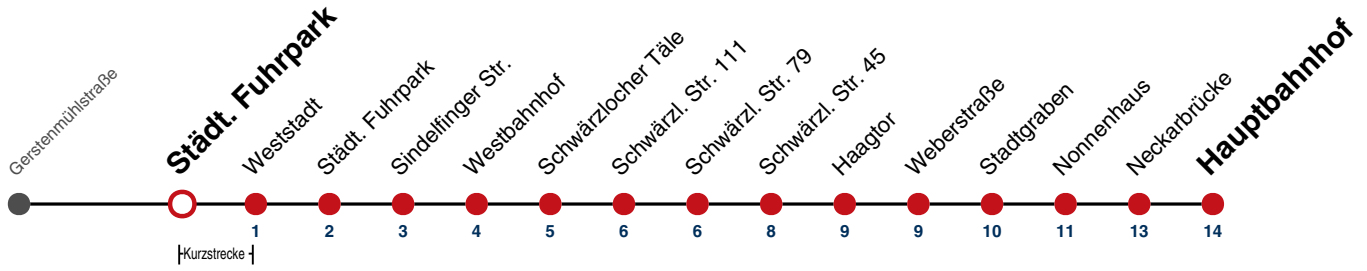 Gerstenmühlstraße
Städt. Fuhrpark
Weststadt
Städt. Fuhrpark
Sindelfinger Str.
Westbahnhof
Schwärzlocher Täle
Schwärzl. Str. 111
Schwärzl. Str. 79
Schwärzl. Str. 45
Haagtor
Weberstraße
Stadtgraben
Nonnenhaus
Neckarbrücke
Hauptbahnhof
1 2 3 4 5 6 6 8 9 9 10 11 13 14
Kurzstrecke